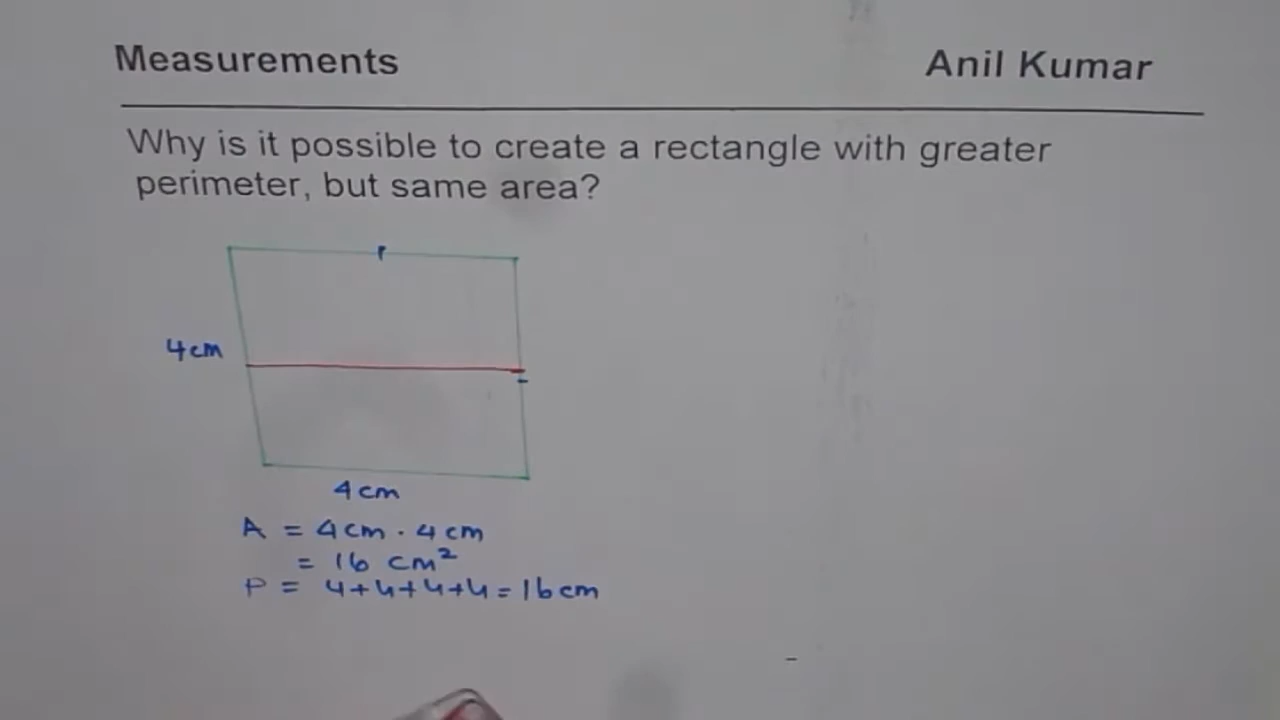 Measurements Anil Kumar
Why is it possible to create a rectangle with greater
perimeter, but same area?
4cm
4cm
A = 4cm . 4cm
= 16 cm²
P = 4+4+4+4=16cm